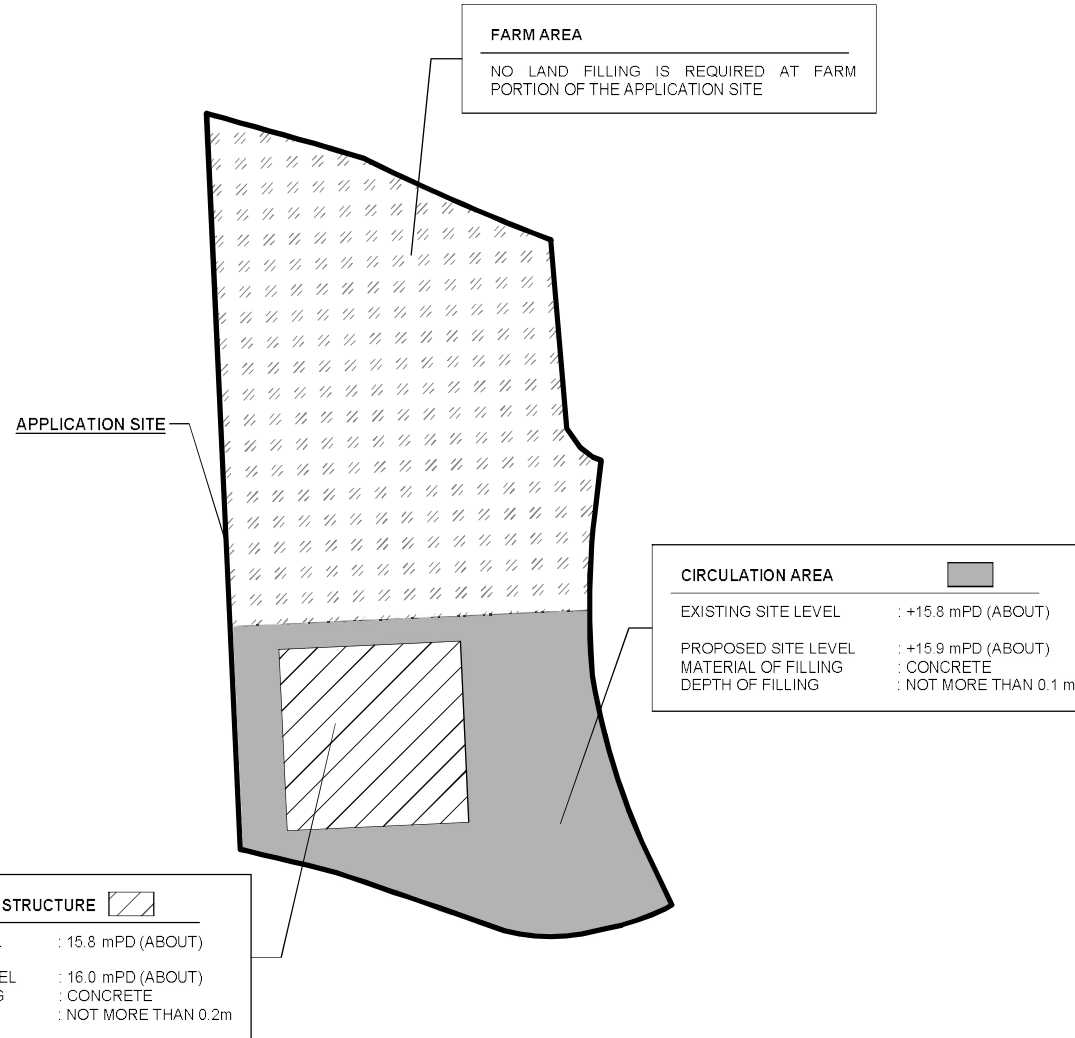 FARM AREA
NO LAND FILLING IS REQUIRED AT FARM
PORTION OF THE APPLICATION SITE
APPLICATION SITE
CIRCULATION AREA
EXISTING SITE LEVEL : +15.8 mPD (ABOUT)
PROPOSED SITE LEVEL : +15.9 mPD (ABOUT)
MATERIAL OF FILLING : CONCRETE
DEPTH OF FILLING : NOT MORE THAN 0.1 m
STRUCTURE
: 15.8 mPD (ABOUT)
: 16.0 mPD (ABOUT)
: CONCRETE
: NOT MORE THAN 0.2m